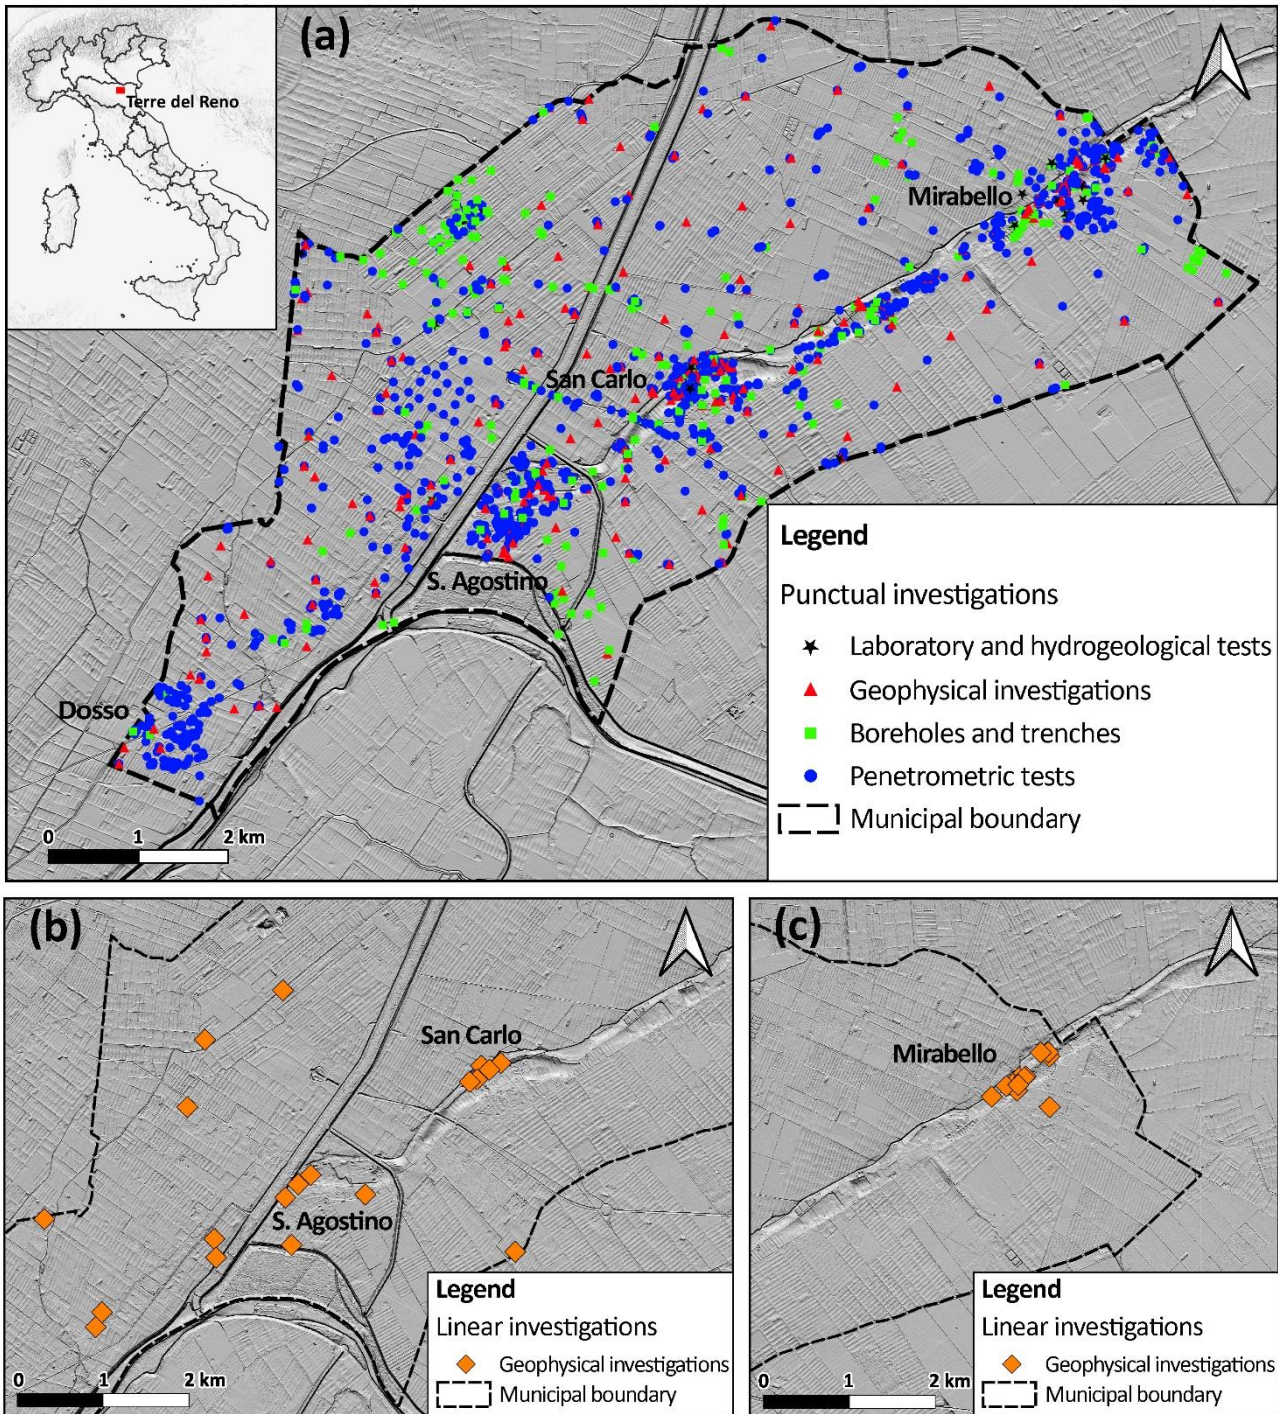 (a)
Terre del Reno
Mirabello
San Carlo
S. Agostino
Dosso
0 1 2 km
Legend
Punctual investigations
Laboratory and hydrogeological tests
Geophysical investigations
Boreholes and trenches
Penetrometric tests
Municipal boundary
(b)
San Carlo
S. Agostino
0 1 2 km
Legend
Linear investigations
Geophysical investigations
Municipal boundary
(c)
Mirabello
0 1 2 km
Legend
Linear investigations
Geophysical investigations
Municipal boundary